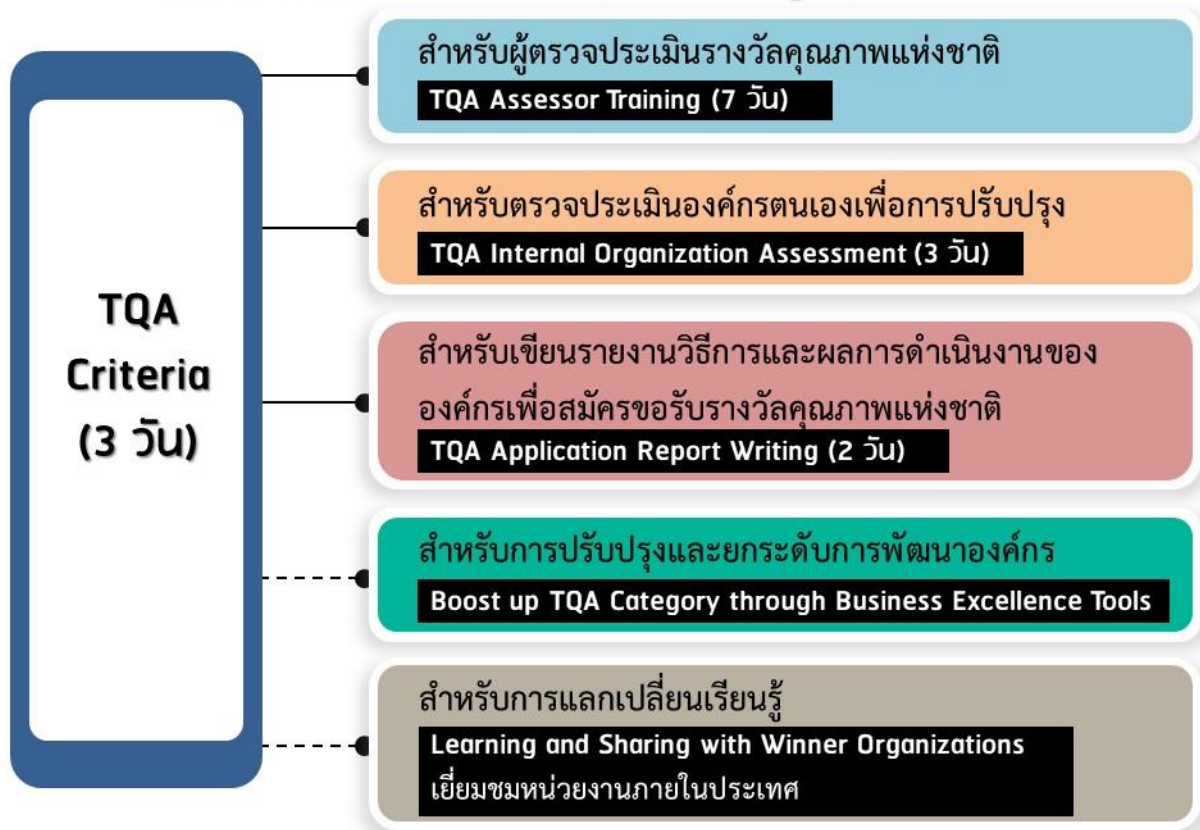 TQA
Criteria
(3 วัน)
สำหรับผู้ตรวจประเมินรางวัลคุณภาพแห่งชาติ
TQA Assessor Training (7 วัน)
สำหรับตรวจประเมินองค์กรตนเองเพื่อการปรับปรุง
TQA Internal Organization Assessment (3 วัน)
สำหรับเขียนรายงานวิธีการและผลการดำเนินงานของ
องค์กรเพื่อสมัครขอรับรางวัลคุณภาพแห่งชาติ
TQA Application Report Writing (2 วัน)
สำหรับการปรับปรุงและยกระดับการพัฒนาองค์กร
Boost up TQA Category through Business Excellence Tools
สำหรับการแลกเปลี่ยนเรียนรู้
Learning and Sharing with Winner Organizations
เยี่ยมชมหน่วยงานภายในประเทศ